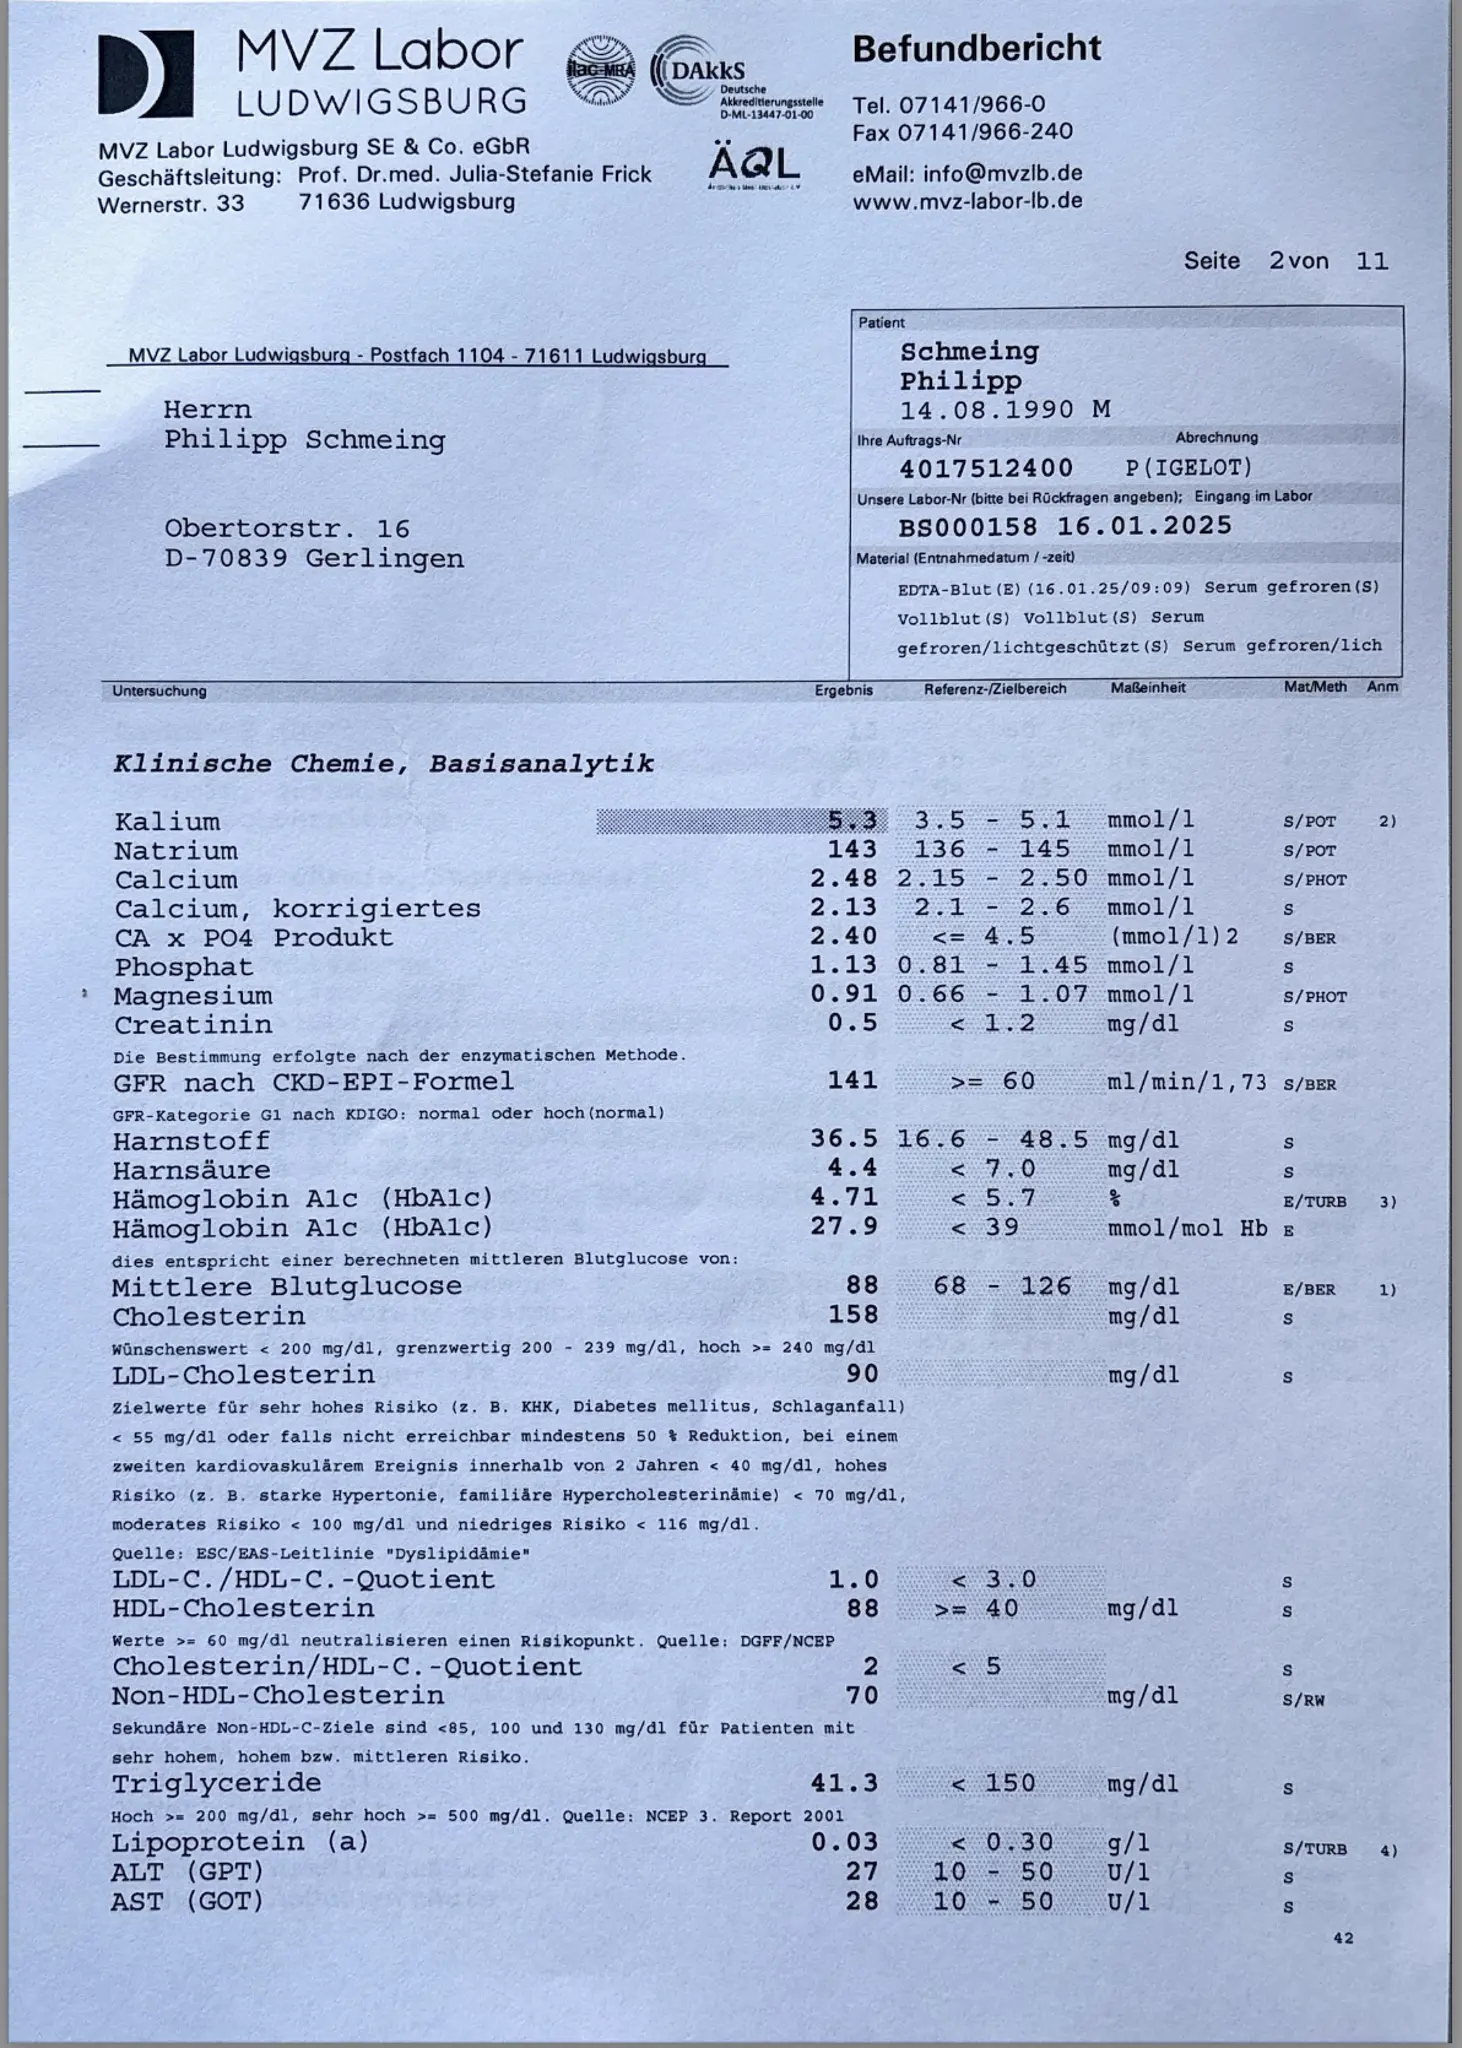 MVZ Labor
LUDWIGSBURG
ilac-MRA
DAkkS
Deutsche
Akkreditierungsstelle
D-ML-13447-01-00
ÄQL
Befundbericht
Tel. 07141/966-0
Fax 07141/966-240
eMail: info@mvzlb.de
www.mvz-labor-lb.de
MVZ Labor Ludwigsburg SE & Co. eGbR
Geschäftsleitung: Prof. Dr.med. Julia-Stefanie Frick
Wernerstr. 33 71636 Ludwigsburg
Seite 2 von 11
MVZ Labor Ludwigsburg - Postfach 1104 - 71611 Ludwigsburg
Herrn
Philipp Schmeing
Obertorstr. 16
D-70839 Gerlingen
Patient
Schmeing
Philipp
14.08.1990 M
Ihre Auftrags-Nr Abrechnung
4017512400 P(IGELOT)
Unsere Labor-Nr (bitte bei Rückfragen angeben); Eingang im Labor
BS000158 16.01.2025
Material (Entnahmedatum / -zeit)
EDTA-Blut(E) (16.01.25/09:09) Serum gefroren(S)
Vollblut(S) Vollblut(S) Serum
gefroren/lichtgeschützt(S) Serum gefroren/lich
Untersuchung Ergebnis Referenz-/Zielbereich Maßeinheit Mat/Meth Anm
Klinische Chemie, Basisanalytik
Kalium 5.3 3.5 - 5.1 mmol/l S/POT 2)
Natrium 143 136 - 145 mmol/l S/POT
Calcium 2.48 2.15 - 2.50 mmol/l S/PHOT
Calcium, korrigiertes 2.13 2.1 - 2.6 mmol/l S
CA x PO4 Produkt 2.40 <= 4.5 (mmol/l)2 S/BER
Phosphat 1.13 0.81 - 1.45 mmol/l S
Magnesium 0.91 0.66 - 1.07 mmol/l S/PHOT
Creatinin 0.5 < 1.2 mg/dl S
Die Bestimmung erfolgte nach der enzymatischen Methode.
GFR nach CKD-EPI-Formel 141 >= 60 ml/min/1,73 S/BER
GFR-Kategorie G1 nach KDIGO: normal oder hoch(normal)
Harnstoff 36.5 16.6 - 48.5 mg/dl S
Harnsäure 4.4 < 7.0 mg/dl S
Hämoglobin A1c (HbA1c) 4.71 < 5.7 % E/TURB 3)
Hämoglobin A1c (HbA1c) 27.9 < 39 mmol/mol Hb E
dies entspricht einer berechneten mittleren Blutglucose von:
Mittlere Blutglucose 88 68 - 126 mg/dl E/BER 1)
Cholesterin 158 mg/dl S
Wünschenswert < 200 mg/dl, grenzwertig 200 - 239 mg/dl, hoch >= 240 mg/dl
LDL-Cholesterin 90 mg/dl S
Zielwerte für sehr hohes Risiko (z. B. KHK, Diabetes mellitus, Schlaganfall)
< 55 mg/dl oder falls nicht erreichbar mindestens 50 % Reduktion, bei einem
zweiten kardiovaskulärem Ereignis innerhalb von 2 Jahren < 40 mg/dl, hohes
Risiko (z. B. starke Hypertonie, familiäre Hypercholesterinämie) < 70 mg/dl,
moderates Risiko < 100 mg/dl und niedriges Risiko < 116 mg/dl.
Quelle: ESC/EAS-Leitlinie "Dyslipidämie"
LDL-C./HDL-C.-Quotient 1.0 < 3.0 S
HDL-Cholesterin 88 >= 40 mg/dl S
Werte >= 60 mg/dl neutralisieren einen Risikopunkt. Quelle: DGFF/NCEP
Cholesterin/HDL-C.-Quotient 2 < 5 S
Non-HDL-Cholesterin 70 mg/dl S/RW
Sekundäre Non-HDL-C-Ziele sind <85, 100 und 130 mg/dl für Patienten mit
sehr hohem, hohem bzw. mittleren Risiko.
Triglyceride 41.3 < 150 mg/dl S
Hoch >= 200 mg/dl, sehr hoch >= 500 mg/dl. Quelle: NCEP 3. Report 2001
Lipoprotein (a) 0.03 < 0.30 g/l S/TURB 4)
ALT (GPT) 27 10 - 50 U/l S
AST (GOT) 28 10 - 50 U/l S
42